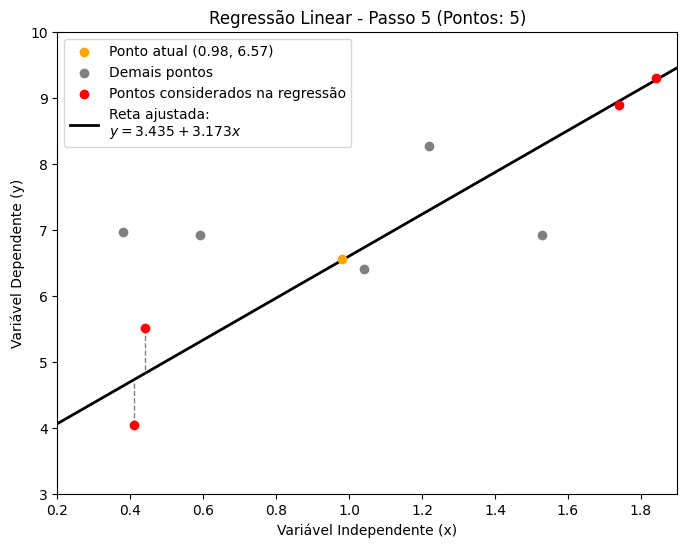 Regressão Linear - Passo 5 (Pontos: 5)
Ponto atual (0.98, 6.57)
Demais pontos
Pontos considerados na regressão
Reta ajustada:
y = 3.435 + 3.173x
Variável Dependente (y)
10
9
8
7
6
5
4
3
0.2 0.4 0.6 0.8 1.0 1.2 1.4 1.6 1.8
Variável Independente (x)